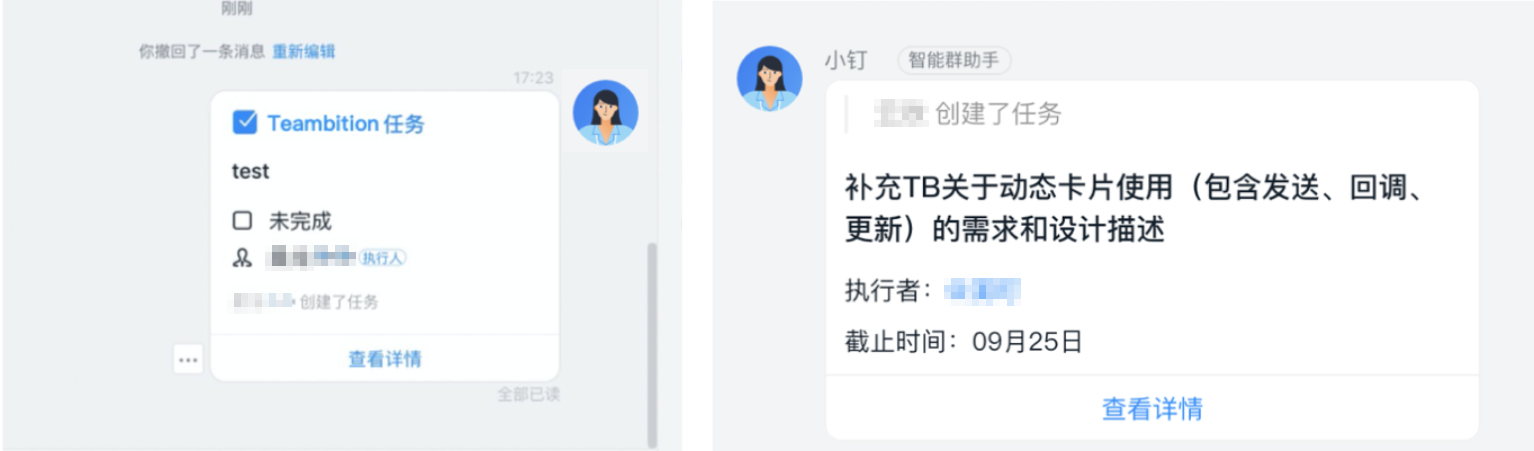 刚刚
你撤回了一条消息 重新编辑
17:23
Teambition 任务
test
未完成
执行人
创建了任务
查看详情
全部已读
小钉 智能群助手
创建了任务
补充TB关于动态卡片使用（包含发送、回调、
更新）的需求和设计描述
执行者：
截止时间：09月25日
查看详情